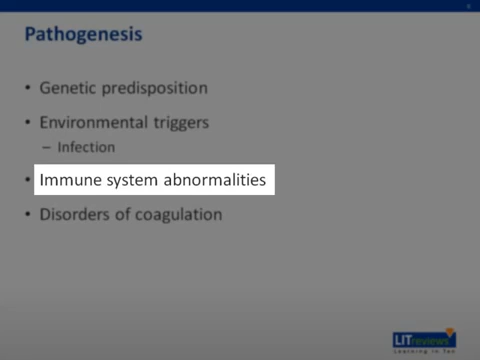 Pathogenesis
• Genetic predisposition
• Environmental triggers
– Infection
• Immune system abnormalities
• Disorders of coagulation
LITreviews
Learning in Ten